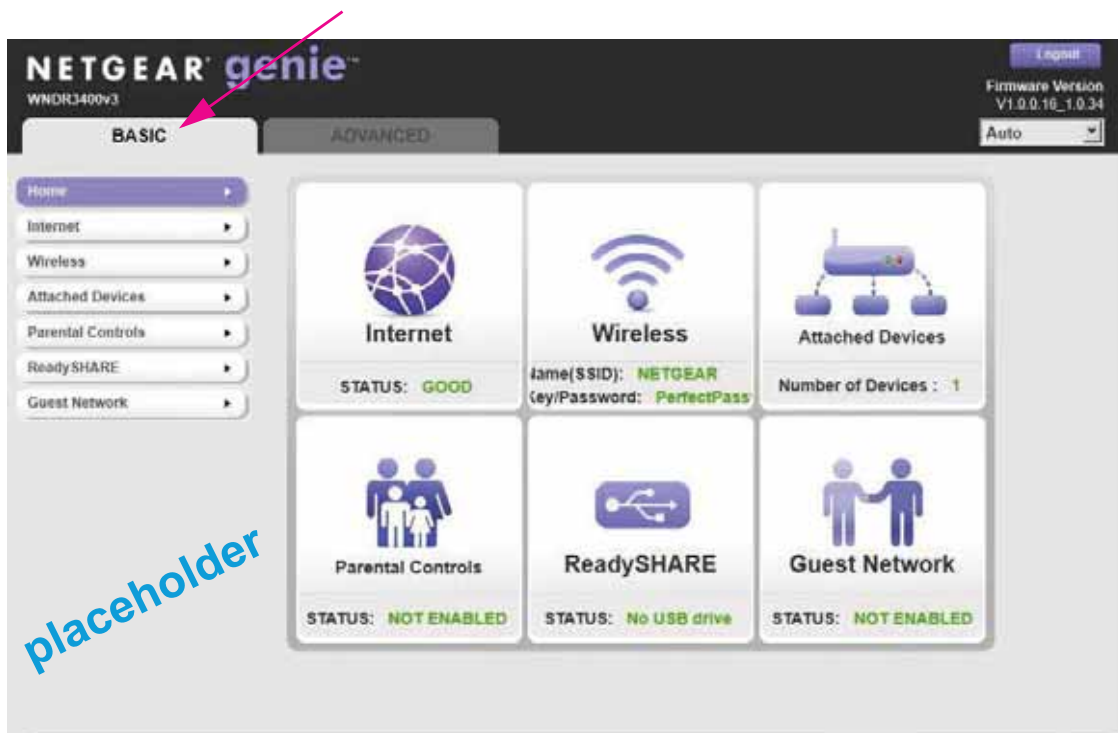 NETGEAR® genie™
Logout
WNDR3400v3
Firmware Version
V1.0.0.16_1.0.34
BASIC
ADVANCED
Auto
Home
Internet
Wireless
Attached Devices
Parental Controls
ReadySHARE
Guest Network
Internet
STATUS: GOOD
Wireless
Name(SSID): NETGEAR
Key/Password: PerfectPass
Attached Devices
Number of Devices : 1
Parental Controls
STATUS: NOT ENABLED
ReadySHARE
STATUS: No USB drive
Guest Network
STATUS: NOT ENABLED
placeholder